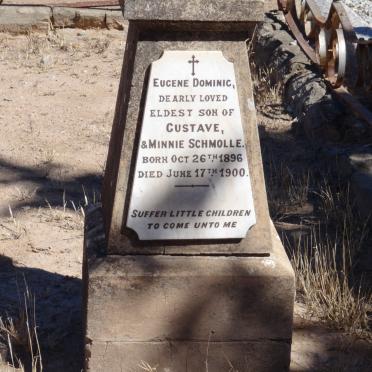 Eugene Dominic,
dearly loved
eldest son of
Gustave,
& Minnie Schmolle.
Born Oct 26TH 1896
Died June 17TH 1900.
Suffer little children
to come unto me